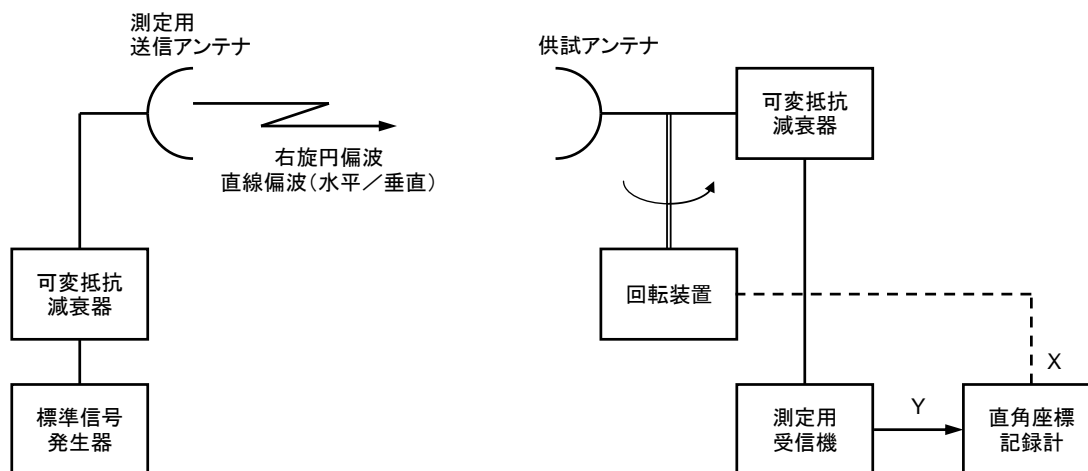 測定用
送信アンテナ
供試アンテナ
可変抵抗
減衰器
右旋円偏波
直線偏波(水平／垂直)
可変抵抗
減衰器
回転装置
標準信号
発生器
測定用
受信機
Y
X
直角座標
記録計